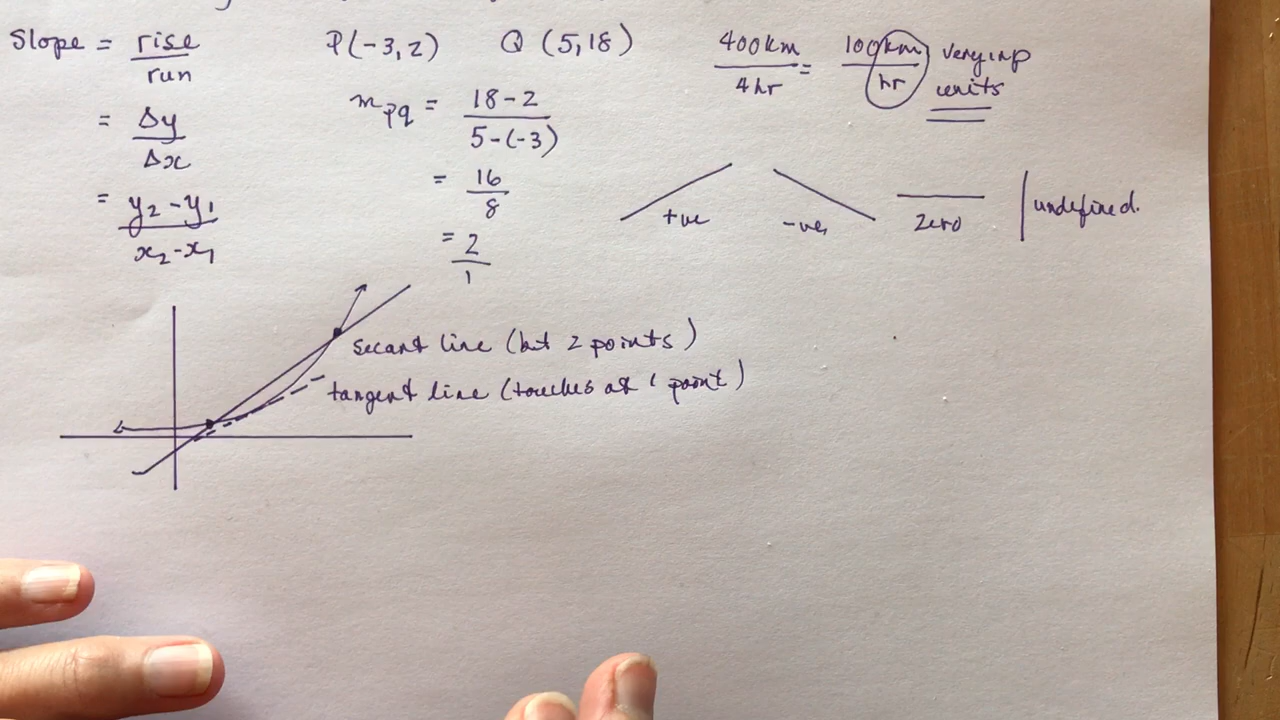 Slope = rise/run
= Δy/Δx
= y₂-y₁/x₂-x₁
P(-3,2) Q (5,18)
m_PQ = 18-2/5-(-3)
= 16/8
= 2/1
400km/4hr = 100km/hr very imp
units
+ve -ve zero undefined.
secant line (bt 2 points)
tangent line (touches at 1 point)